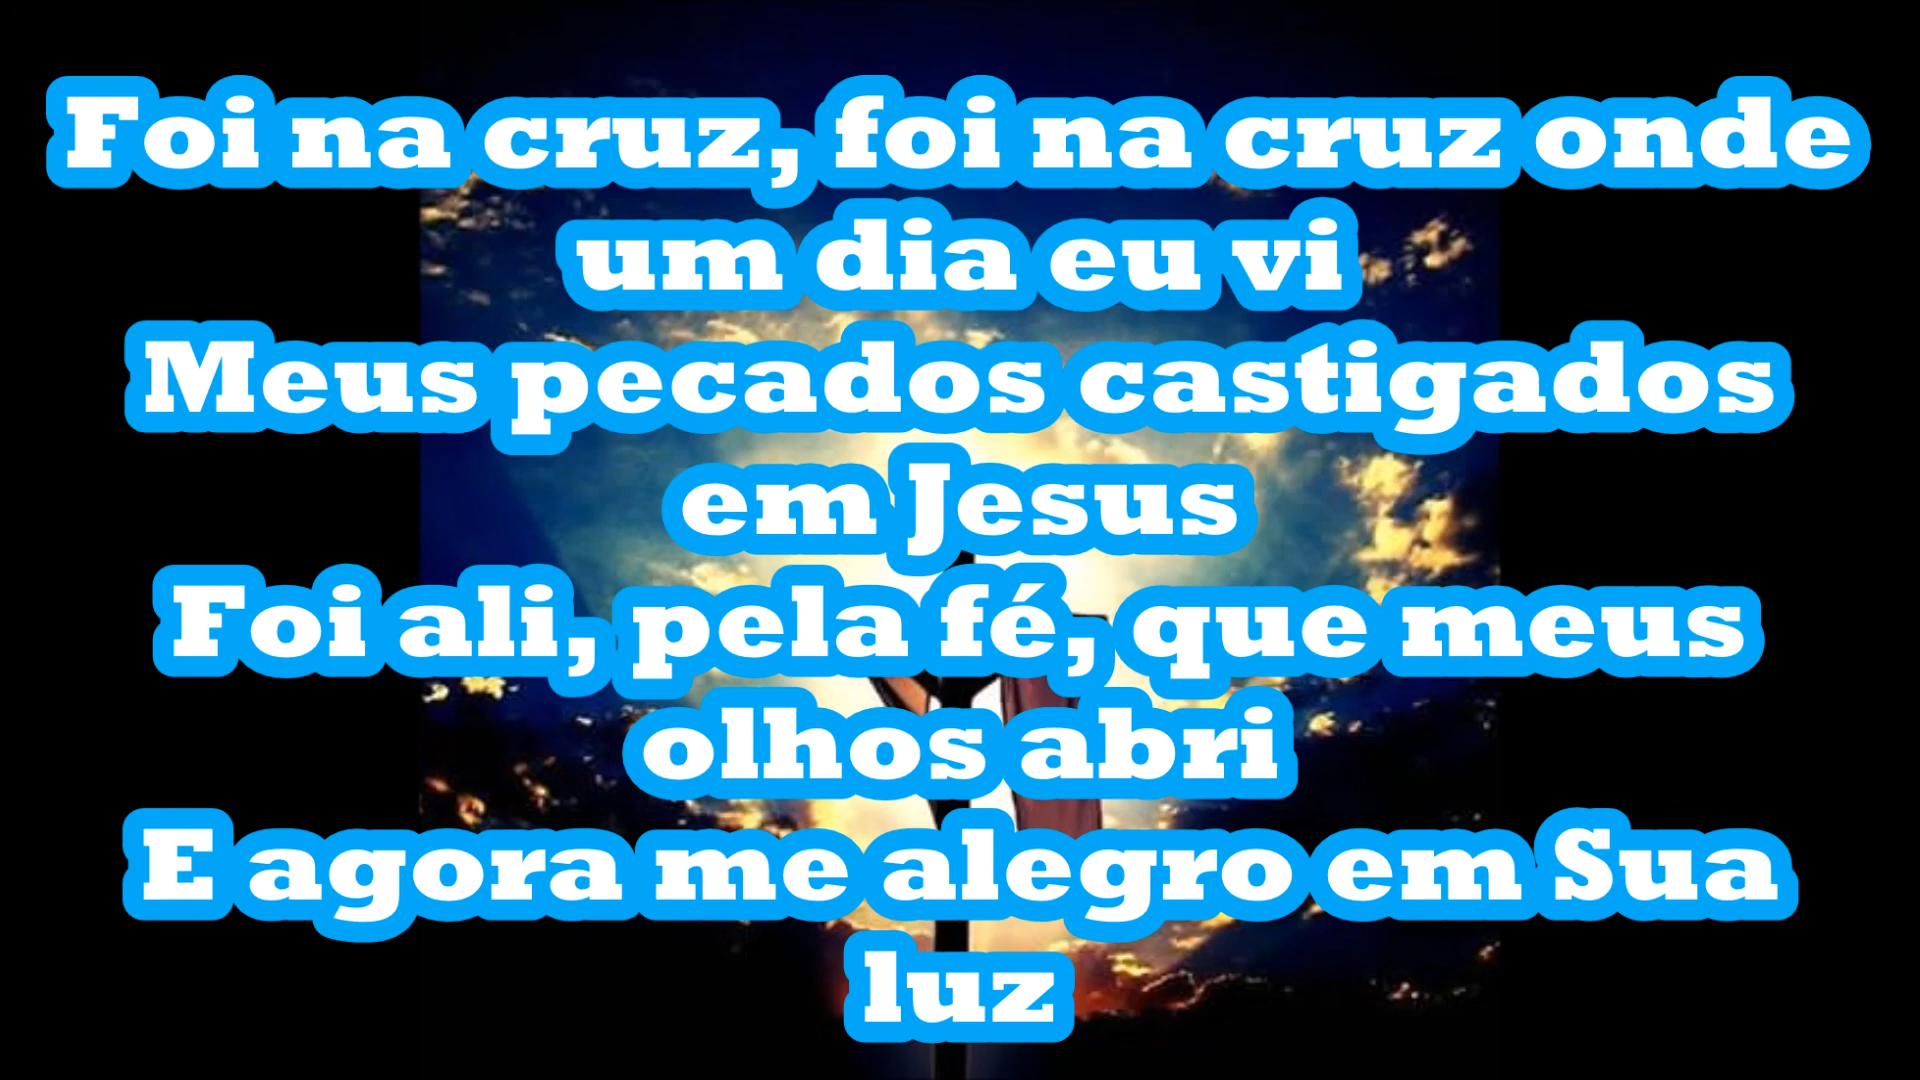 Foi na cruz, foi na cruz onde
um dia eu vi
Meus pecados castigados
em Jesus
Foi ali, pela fé, que meus
olhos abri
E agora me alegro em Sua
luz